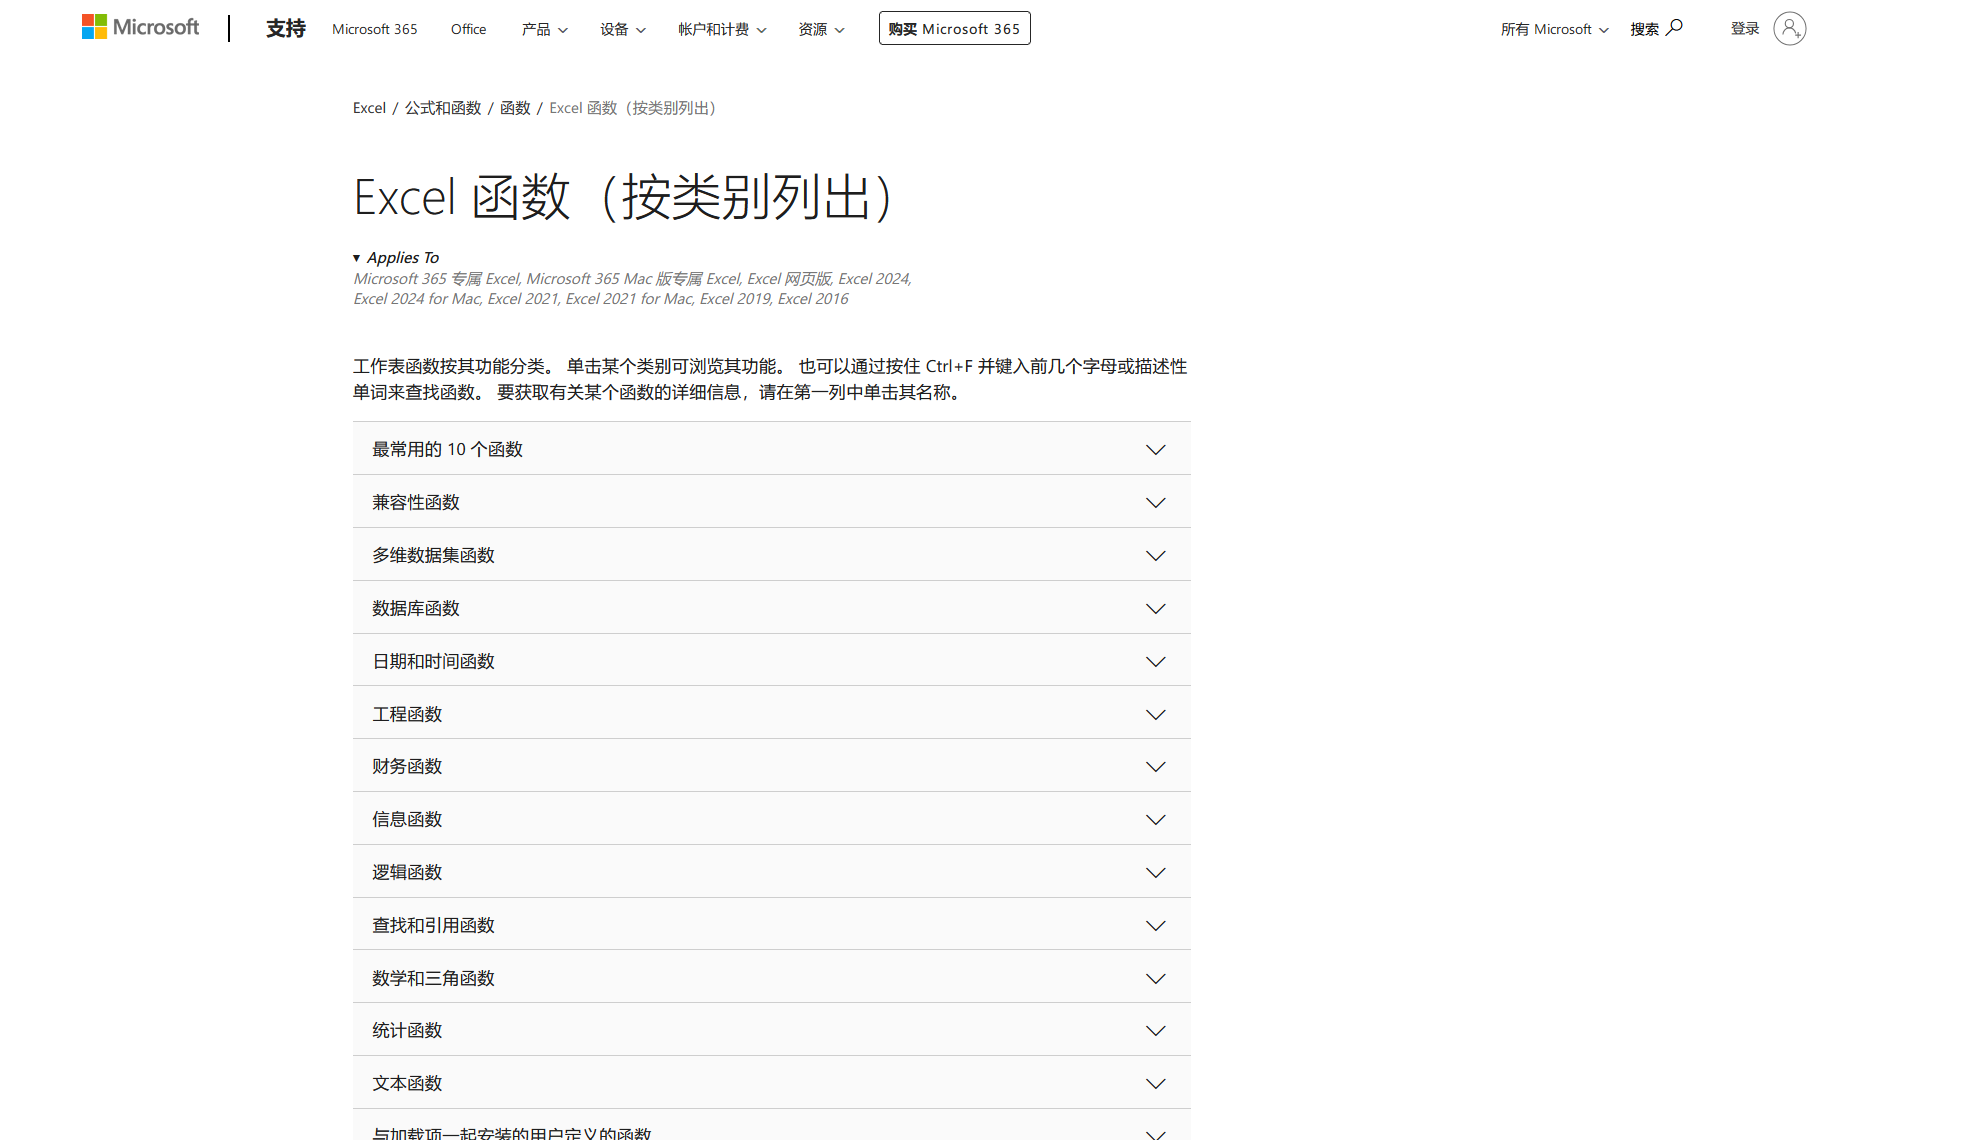 Microsoft 支持 Microsoft 365 Office 产品 设备 帐户和计费 资源 购买 Microsoft 365 所有 Microsoft 搜索 登录
Excel / 公式和函数 / 函数 / Excel 函数（按类别列出）
Excel 函数（按类别列出）
▼ Applies To
Microsoft 365 专属 Excel, Microsoft 365 Mac 版专属 Excel, Excel 网页版, Excel 2024,
Excel 2024 for Mac, Excel 2021, Excel 2021 for Mac, Excel 2019, Excel 2016
工作表函数按其功能分类。 单击某个类别可浏览其功能。 也可以通过按住 Ctrl+F 并键入前几个字母或描述性
单词来查找函数。 要获取有关某个函数的详细信息，请在第一列中单击其名称。
最常用的 10 个函数
兼容性函数
多维数据集函数
数据库函数
日期和时间函数
工程函数
财务函数
信息函数
逻辑函数
查找和引用函数
数学和三角函数
统计函数
文本函数
与加载项一起安装的用户定义的函数